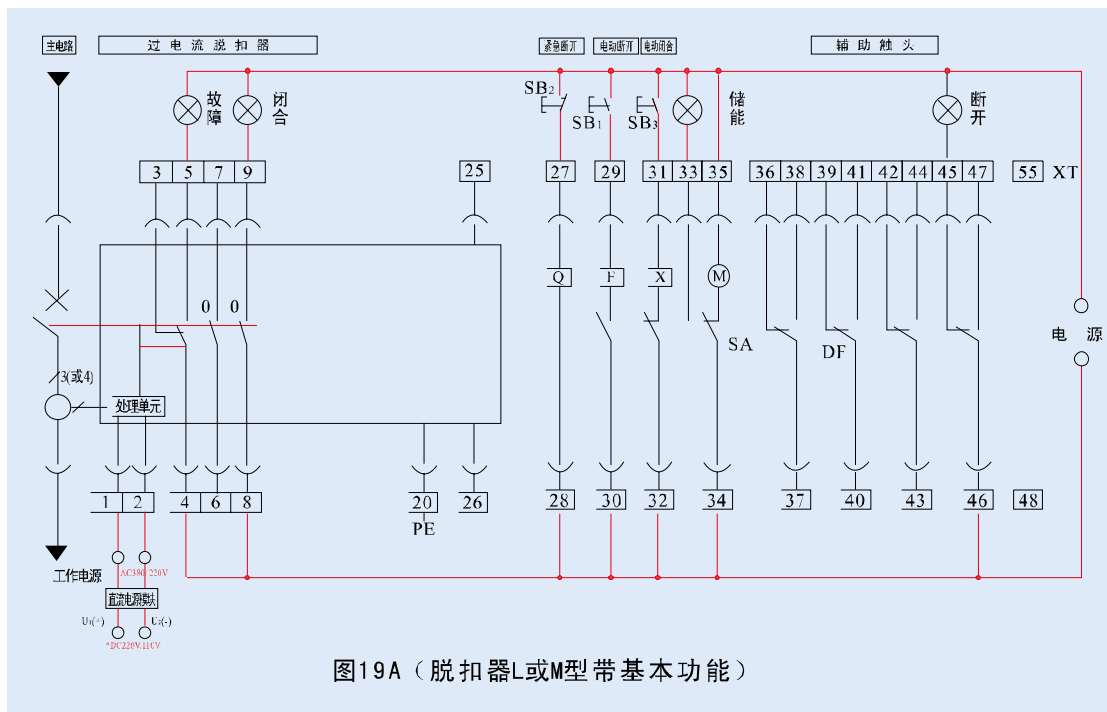 主电路 过电流脱扣器 紧急断开 电动断开 电动闭合 辅助触头
故障 闭合 SB2 SB1 SB3 储能 断开
3 5 7 9 25 27 29 31 33 35 36 38 39 41 42 44 45 47 55 XT
Q F X M
0 0
SA DF 电 源
3(或4)
处理单元
1 2 4 6 8 20 26 28 30 32 34 37 40 43 46 48
PE
工作电源 AC380/220V
直流电源模块
U1(+) U2(-)
*DC220V.110V
图19A(脱扣器L或M型带基本功能)